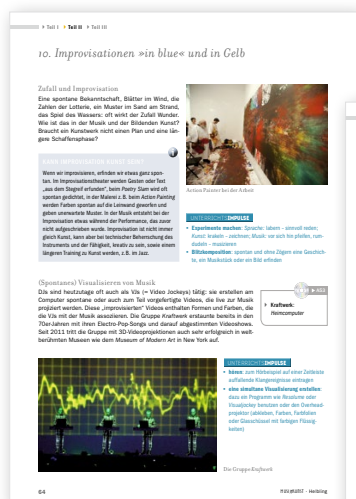 Teil I Teil II Teil III
10. Improvisationen »in blue« und in Gelb
Zufall und Improvisation
Eine spontane Bekanntschaft, Blätter im Wind, die
Zahlen der Lotterie, ein Muster im Sand am Strand,
das Spiel des Wassers: oft wirkt der Zufall Wunder.
Wie ist das in der Musik und der Bildenden Kunst?
Braucht ein Kunstwerk nicht einen Plan und eine län-
gere Schaffensphase?
KANN IMPROVISATION KUNST SEIN?
Wenn wir improvisieren, erfinden wir etwas ganz spon-
tan. Im Improvisationstheater werden Gesten oder Text
„aus dem Stegreif erfunden“, beim Poetry Slam wird oft
spontan gedichtet, in der Malerei z. B. beim Action Painting
werden Farben spontan auf die Leinwand geworfen und
geben unerwartete Muster. In der Musik entsteht bei der
Improvisation etwas während der Performance, das zuvor
nicht aufgeschrieben wurde. Improvisation ist nicht immer
gleich Kunst, kann aber bei technischer Beherrschung des
Instruments und der Fähigkeit, kreativ zu sein, sowie einem
längeren Training zu Kunst werden, z. B. im Jazz.
Action Painter bei der Arbeit
UNTERRICHTSIMPULSE
• Experimente machen: Sprache: labern – sinnvoll reden;
Kunst: krakeln – zeichnen; Musik: vor sich hin pfeifen, rum-
dudeln – musizieren
• Blitzkomposition: spontan und ohne Zögern eine Geschich-
te, ein Musikstück oder ein Bild erfinden
(Spontanes) Visualisieren von Musik
DJs sind heutzutage oft auch als VJs (= Video Jockeys) tätig: sie erstellen am
Computer spontane oder auch zum Teil vorgefertigte Videos, die live zur Musik
projiziert werden. Diese „improvisierten“ Videos enthalten Formen und Farben, die
die VJs mit der Musik assoziieren. Die Gruppe Kraftwerk erstaunte bereits in den
70er-Jahren mit ihren Electro-Pop-Songs und darauf abgestimmten Videoshows.
Seit 2011 tritt die Gruppe mit 3D-Videoprojektionen auch sehr erfolgreich in welt-
berühmten Museen wie dem Museum of Modern Art in New York auf.
Kraftwerk:
Heimcomputer
UNTERRICHTSIMPULSE
• hören: zum Hörbeispiel auf einer Zeitleiste
auffallende Klangereignisse eintragen
• eine simultane Visualisierung erstellen:
dazu ein Programm wie Resolume oder
Visualjockey benutzen oder den Overhead-
projektor (abkleben, Farben, Farbfolien
oder Glasschüssel mit farbigen Flüssig-
keiten)
Die Gruppe Kraftwerk
64
Helbling